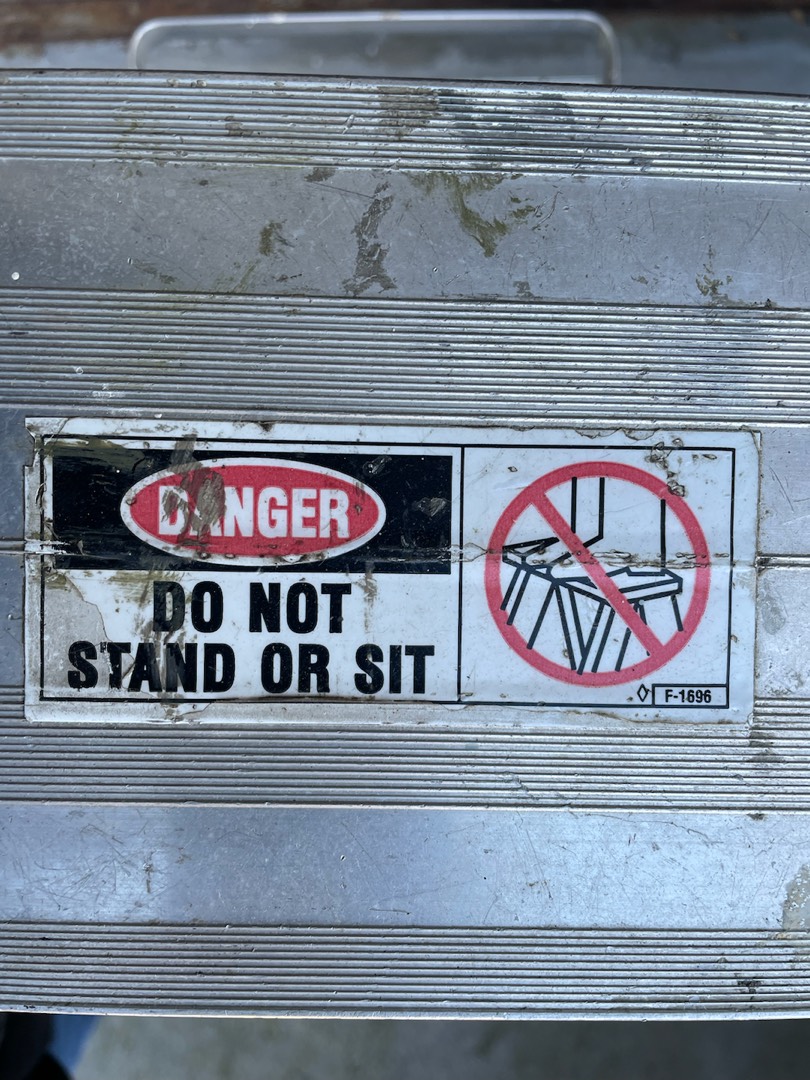 DANGER
DO NOT
STAND OR SIT
F-1696